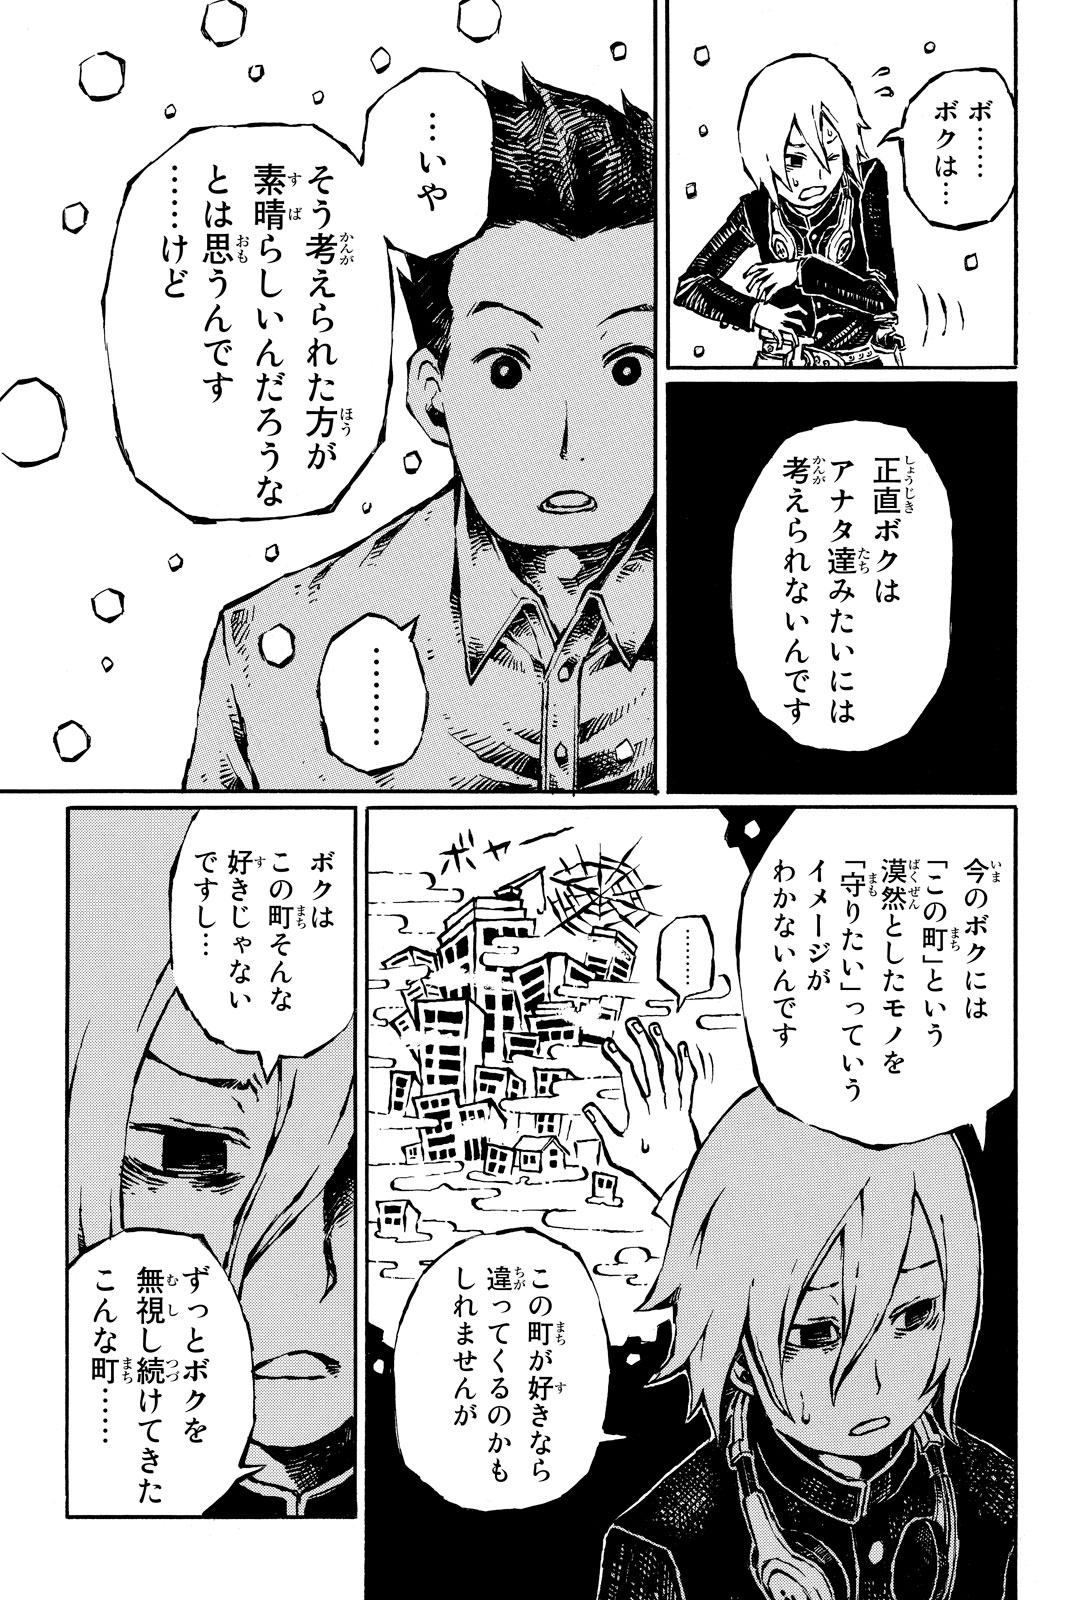 ボ……
ボクは…
正直ボクは
アナタ達みたいには
考えられないんです
…いや
そう考えられた方が
素晴らしいんだろうな
とは思うんです
………けど
………
今のボクには
「この町」という
漠然としたモノを
「守りたい」っていう
イメージが
わかないんです
ボヤー
……
この町が好きなら
違ってくるのかも
しれませんが
ボクは
この町そんな
好きじゃない
ですし…
ずっとボクを
無視し続けてきた
こんな町……